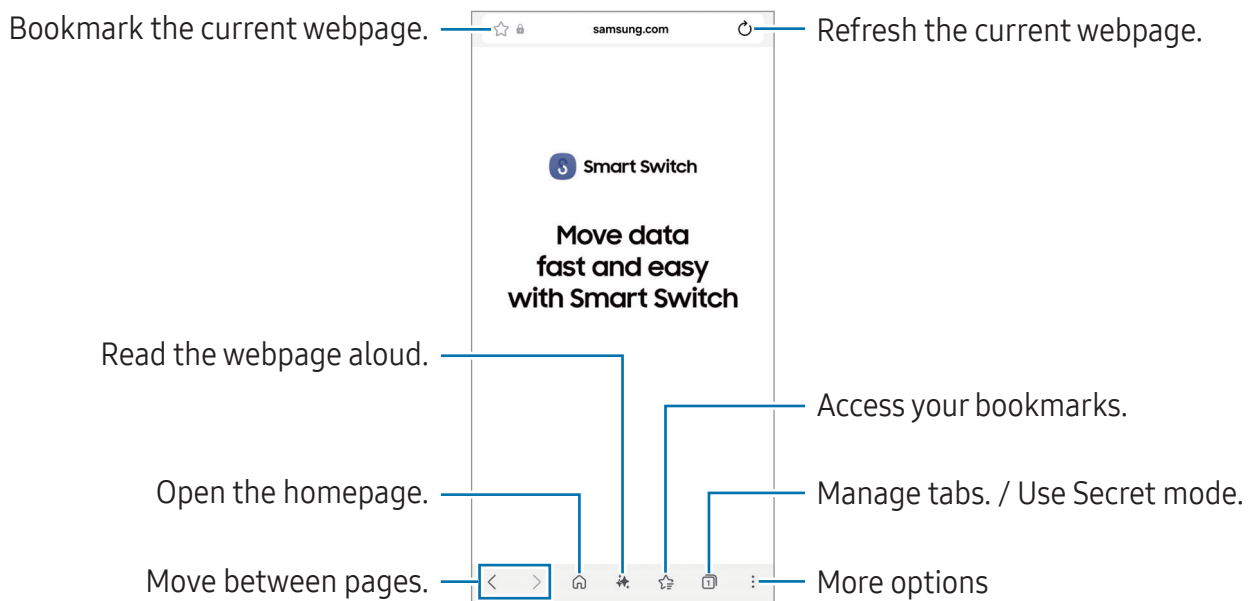 Bookmark the current webpage.
samsung.com
Refresh the current webpage.
Smart Switch
Move data
fast and easy
with Smart Switch
Read the webpage aloud.
Access your bookmarks.
Open the homepage.
Manage tabs. / Use Secret mode.
Move between pages.
1
More options